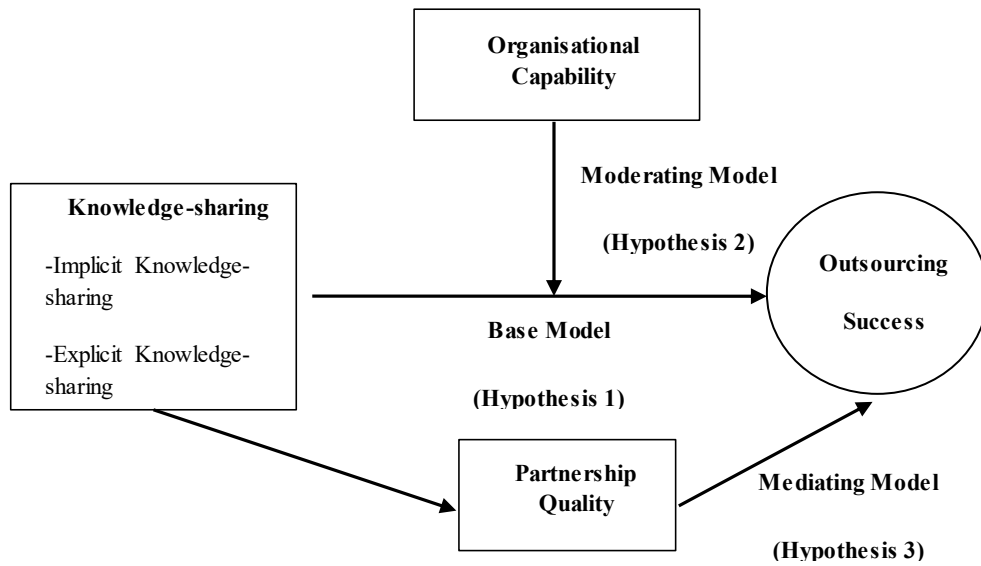 Organisational
Capability
Moderating Model
(Hypothesis 2)
Knowledge-sharing
-Implicit Knowledge-
sharing
-Explicit Knowledge-
sharing
Outsourcing
Success
Base Model
(Hypothesis 1)
Partnership
Quality
Mediating Model
(Hypothesis 3)